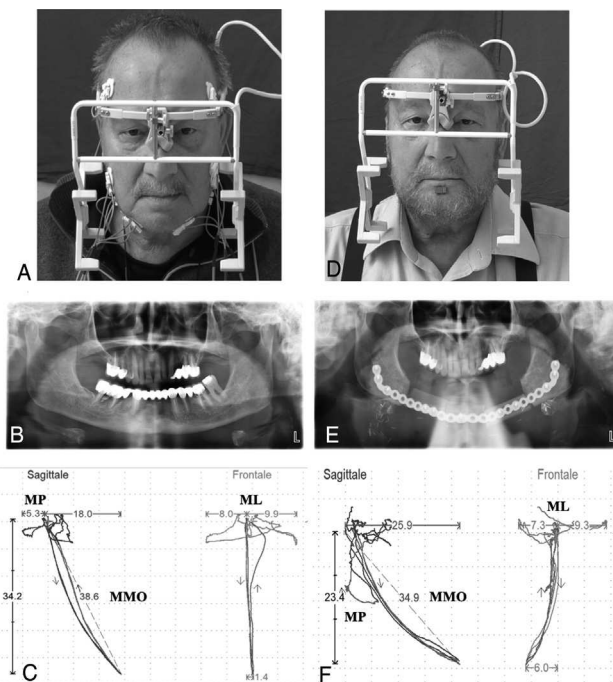 A
D
B
L
E
L
Sagittale
Frontale
MP
ML
5.3
18.0
8.0
9.9
34.2
38.6
MMO
1.4
C
Sagittale
Frontale
ML
25.9
7.3
9.3
23.4
34.9
MMO
MP
6.0
F